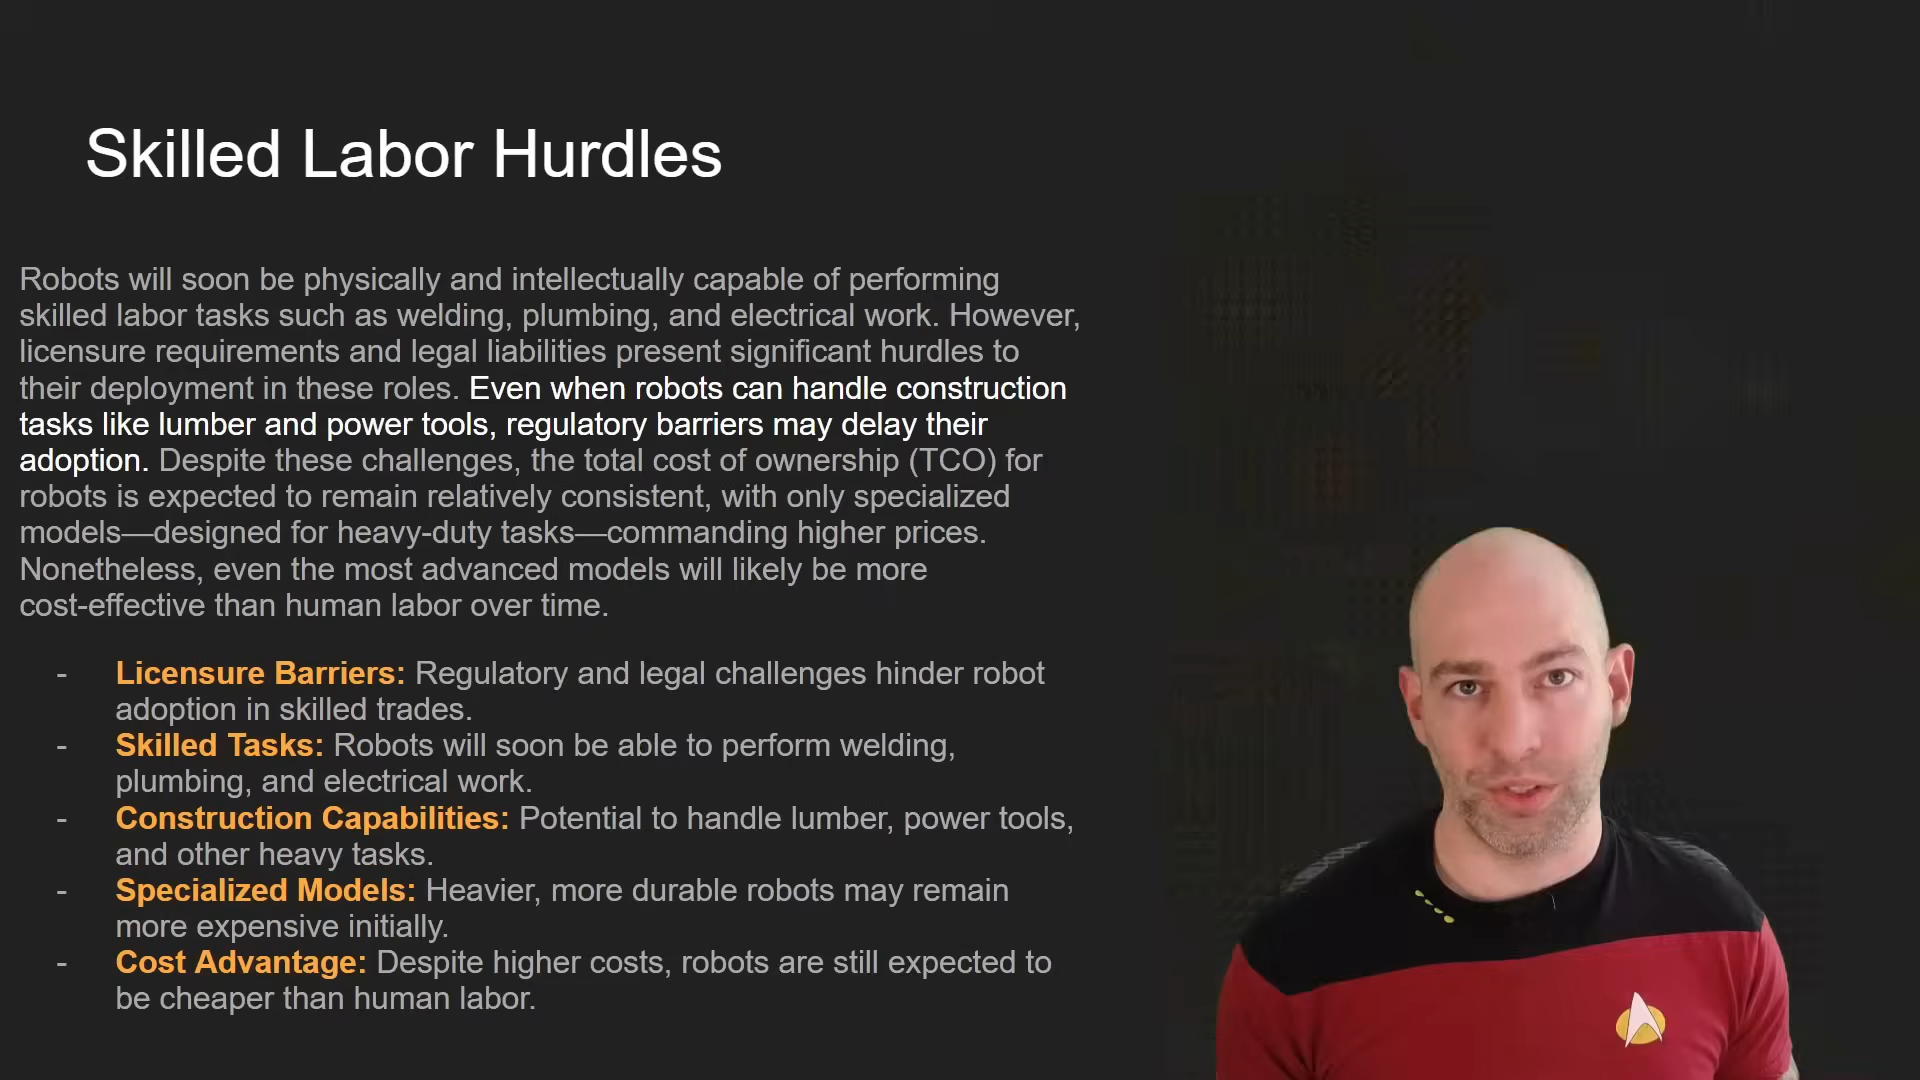 Skilled Labor Hurdles
Robots will soon be physically and intellectually capable of performing
skilled labor tasks such as welding, plumbing, and electrical work. However,
licensure requirements and legal liabilities present significant hurdles to
their deployment in these roles. Even when robots can handle construction
tasks like lumber and power tools, regulatory barriers may delay their
adoption. Despite these challenges, the total cost of ownership (TCO) for
robots is expected to remain relatively consistent, with only specialized
models—designed for heavy-duty tasks—commanding higher prices.
Nonetheless, even the most advanced models will likely be more
cost-effective than human labor over time.
- Licensure Barriers: Regulatory and legal challenges hinder robot
adoption in skilled trades.
- Skilled Tasks: Robots will soon be able to perform welding,
plumbing, and electrical work.
- Construction Capabilities: Potential to handle lumber, power tools,
and other heavy tasks.
- Specialized Models: Heavier, more durable robots may remain
more expensive initially.
- Cost Advantage: Despite higher costs, robots are still expected to
be cheaper than human labor.